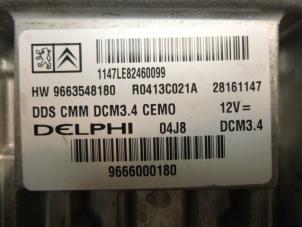 1147LE82460099
HW 9663548180 R0413C021A 28161147
DDS CMM DCM3.4 CEMO 12V=
DELPHI 04J8 DCM3.4
9666000180